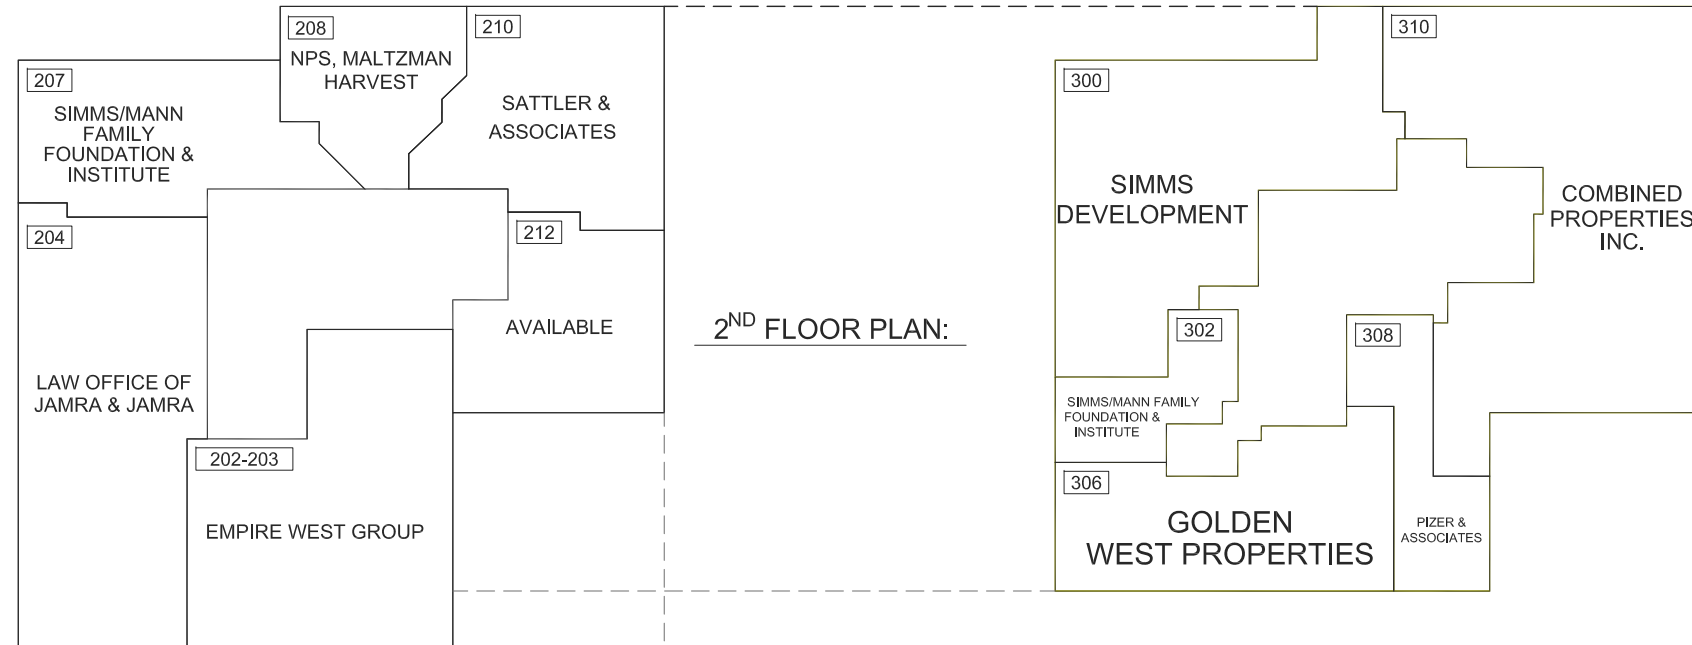 208
NPS, MALTZMAN
HARVEST
210
SATTLER &
ASSOCIATES
207
SIMMS/MANN
FAMILY
FOUNDATION &
INSTITUTE
204
LAW OFFICE OF
JAMRA & JAMRA
212
AVAILABLE
202-203
EMPIRE WEST GROUP
2ND FLOOR PLAN:
300
SIMMS
DEVELOPMENT
310
COMBINED
PROPERTIES
INC.
302
SIMMS/MANN FAMILY
FOUNDATION &
INSTITUTE
308
PIZER &
ASSOCIATES
306
GOLDEN
WEST PROPERTIES